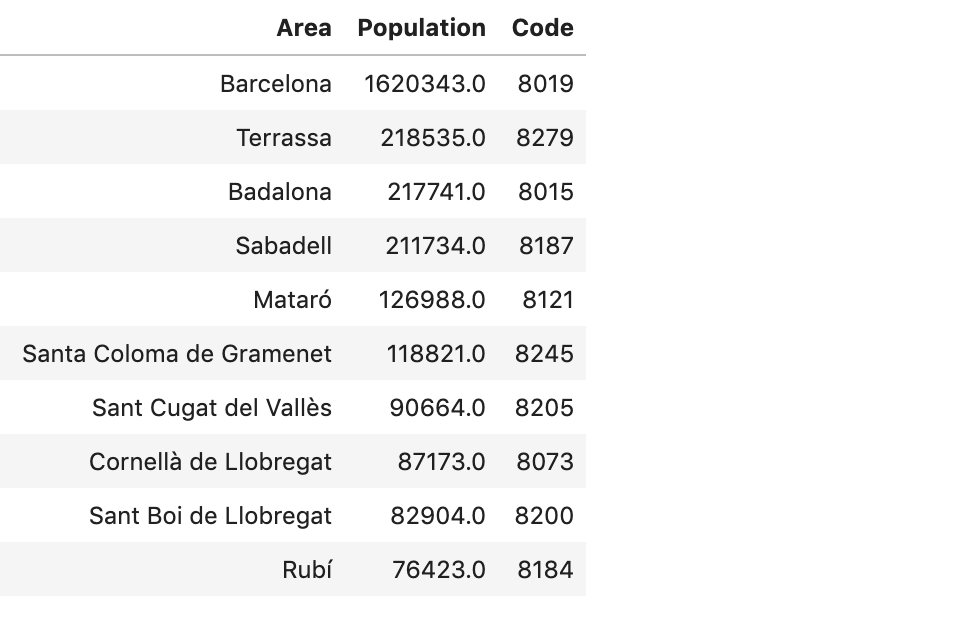 Area Population Code
Barcelona 1620343.0 8019
Terrassa 218535.0 8279
Badalona 217741.0 8015
Sabadell 211734.0 8187
Mataró 126988.0 8121
Santa Coloma de Gramenet 118821.0 8245
Sant Cugat del Vallès 90664.0 8205
Cornellà de Llobregat 87173.0 8073
Sant Boi de Llobregat 82904.0 8200
Rubí 76423.0 8184